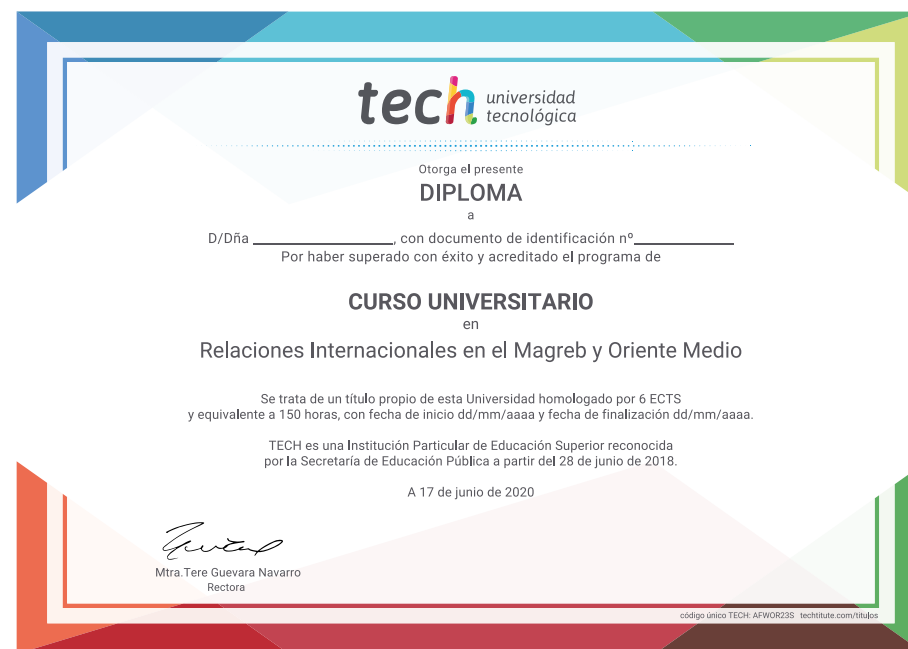 tech universidad
tecnológica
Otorga el presente
DIPLOMA
a
D/Dña ____________________, con documento de identificación nº______________
Por haber superado con éxito y acreditado el programa de
CURSO UNIVERSITARIO
en
Relaciones Internacionales en el Magreb y Oriente Medio
Se trata de un título propio de esta Universidad homologado por 6 ECTS
y equivalente a 150 horas, con fecha de inicio dd/mm/aaaa y fecha de finalización dd/mm/aaaa.
TECH es una Institución Particular de Educación Superior reconocida
por la Secretaría de Educación Pública a partir del 28 de junio de 2018.
A 17 de junio de 2020
Mtra.Tere Guevara Navarro
Rectora
código único TECH: AFWOR23S techtitute.com/titulos